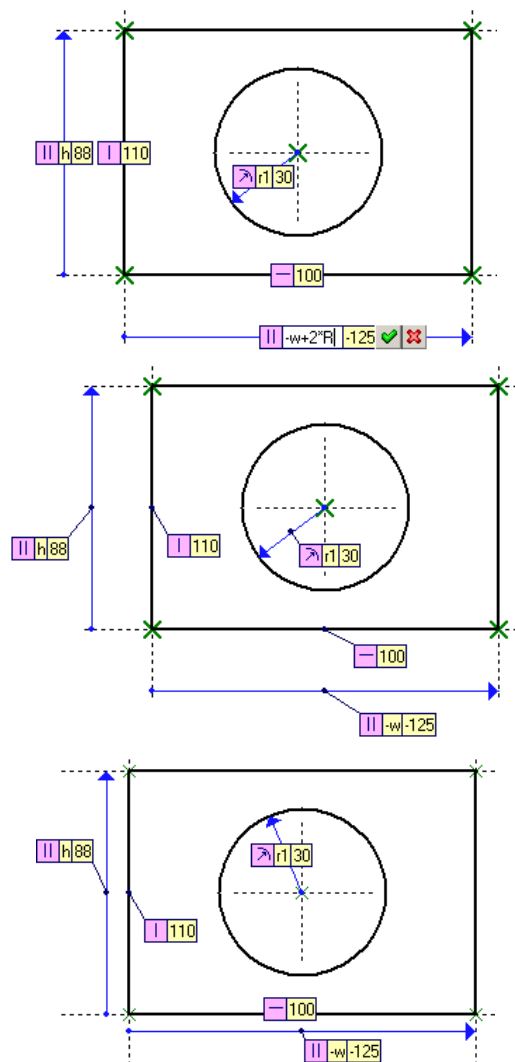 || h 88 | 110
r1 30
— 100
|| -w+2*R -125
|| h 88
| 110
r1 30
— 100
|| -w -125
r1 30
|| h 88
| 110
— 100
|| -w -125